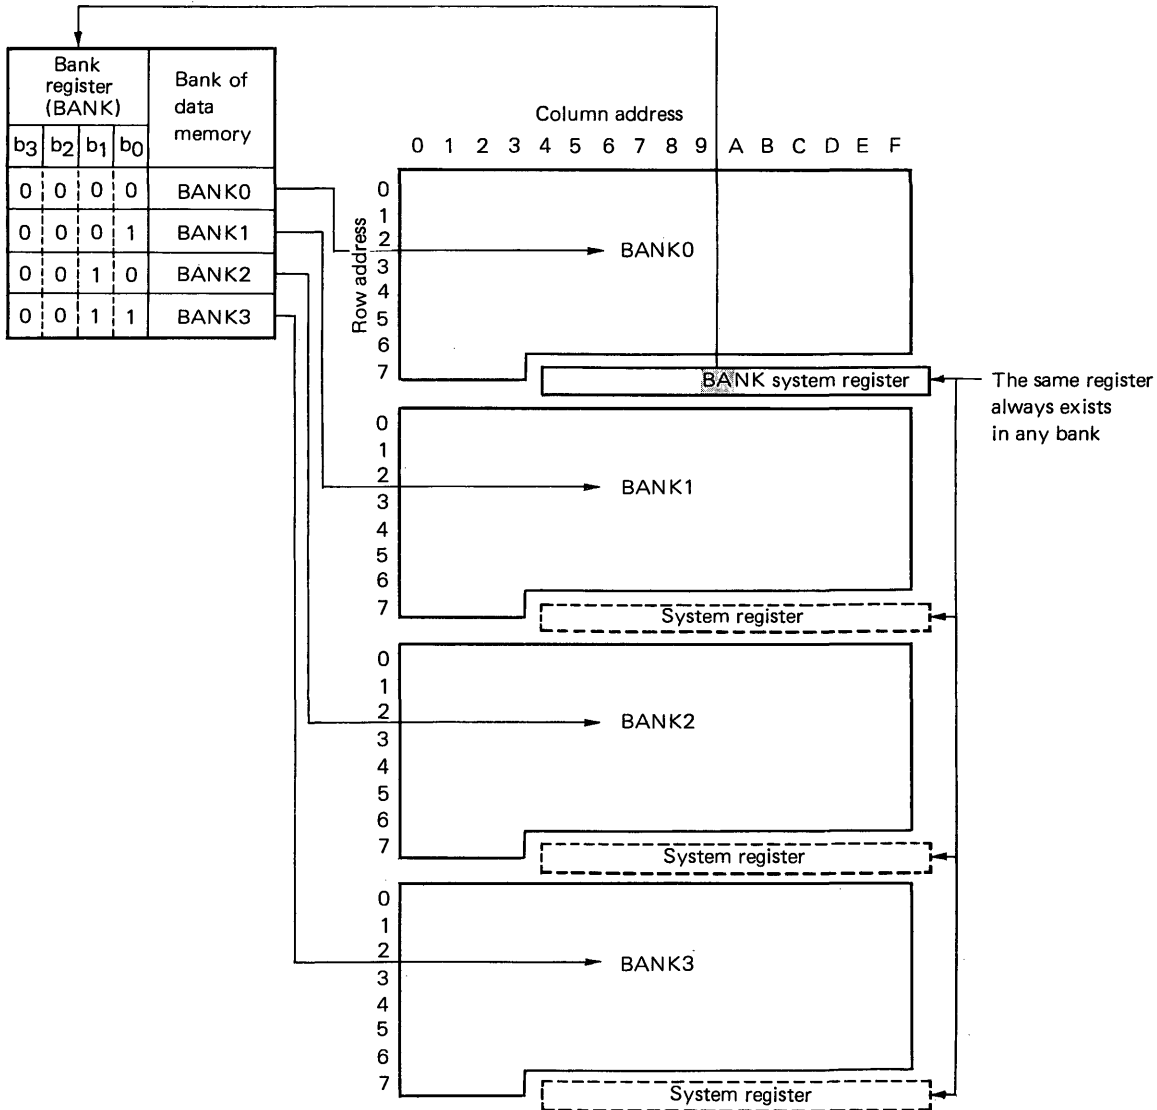 Bank
register
(BANK)
Bank of
data
memory
b3 b2 b1 b0
0 0 0 0 BANK0
0 0 0 1 BANK1
0 0 1 0 BANK2
0 0 1 1 BANK3
Column address
0 1 2 3 4 5 6 7 8 9 A B C D E F
Row address
0
1
2
3
4
5
6
7
BANK0
BANK system register
The same register
always exists
in any bank
0
1
2
3
4
5
6
7
BANK1
System register
0
1
2
3
4
5
6
7
BANK2
System register
0
1
2
3
4
5
6
7
BANK3
System register